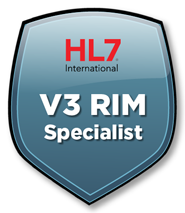 HL7
International
V3 RIM
Specialist